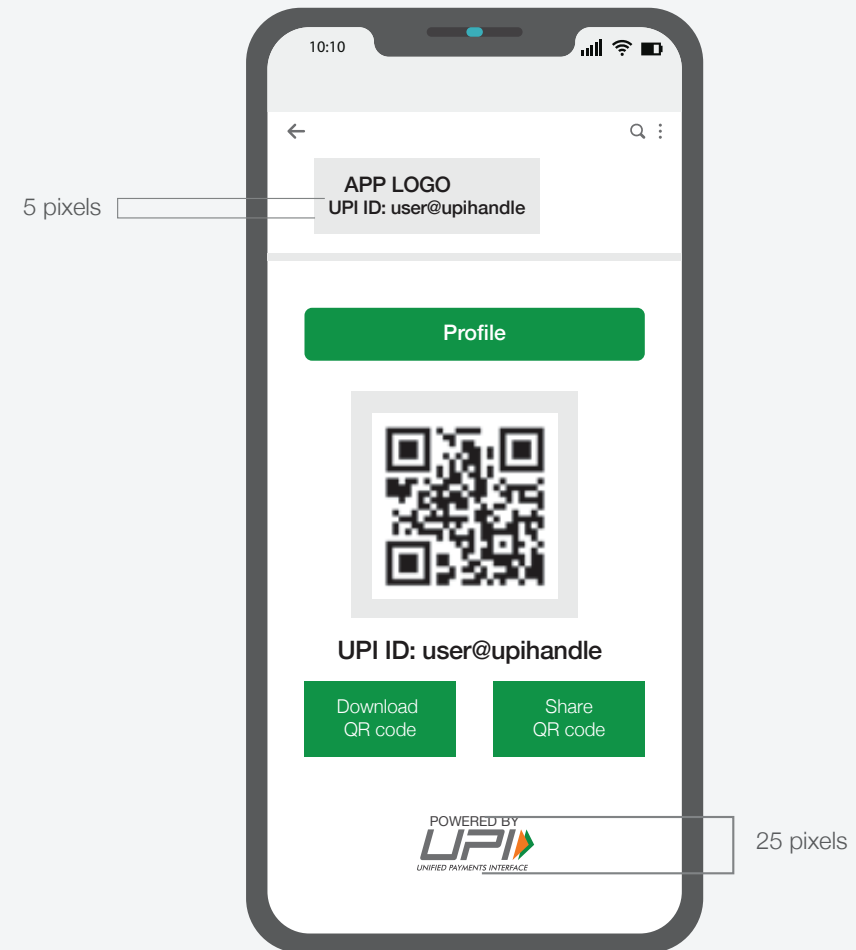 10:10
APP LOGO
5 pixels
UPI ID: user@upihandle
Profile
UPI ID: user@upihandle
Download
QR code
Share
QR code
POWERED BY
UPI
UNIFIED PAYMENTS INTERFACE
25 pixels